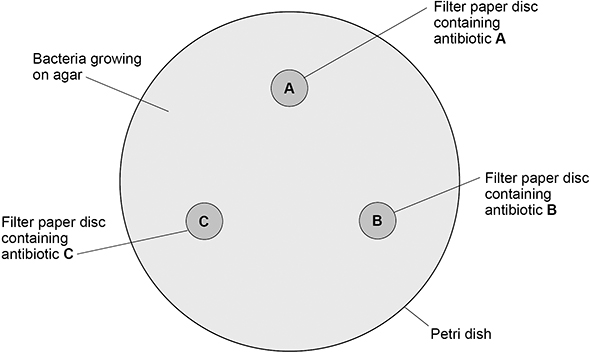 Filter paper disc
containing
antibiotic A
Bacteria growing
on agar
A
Filter paper disc
containing
antibiotic B
Filter paper disc
containing
antibiotic C
C
B
Petri dish